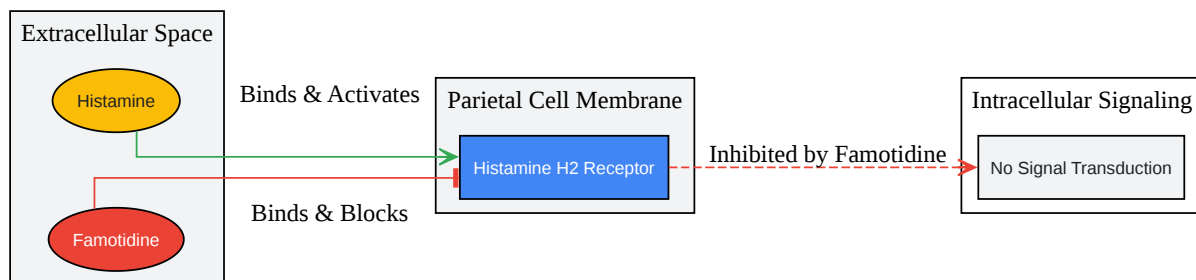 Extracellular Space
Histamine
Binds & Activates
Parietal Cell Membrane
Intracellular Signaling
Histamine H2 Receptor
Inhibited by Famotidine
No Signal Transduction
Binds & Blocks
Famotidine